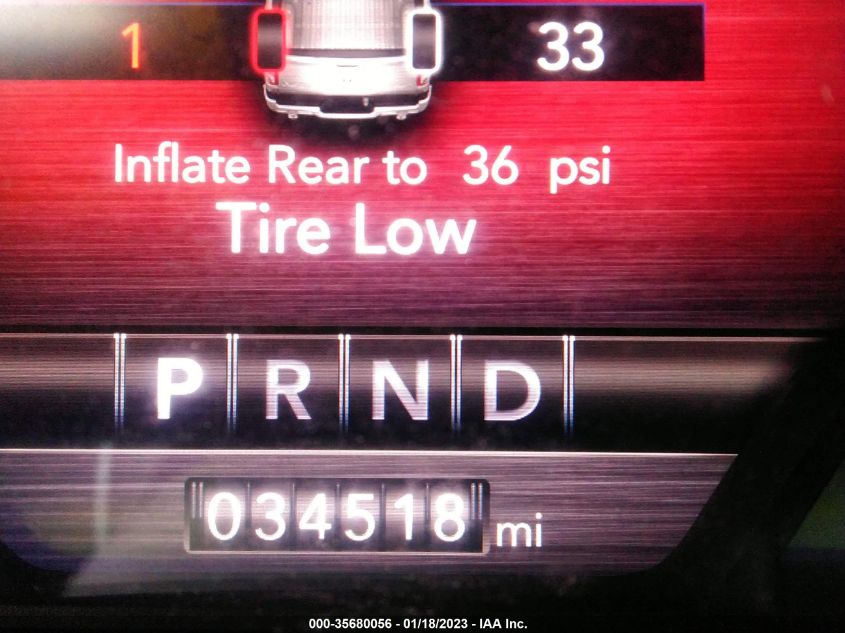 1 33
Inflate Rear to 36 psi
Tire Low
P R N D
034518 mi
000-35680056 - 01/18/2023 - IAA Inc.